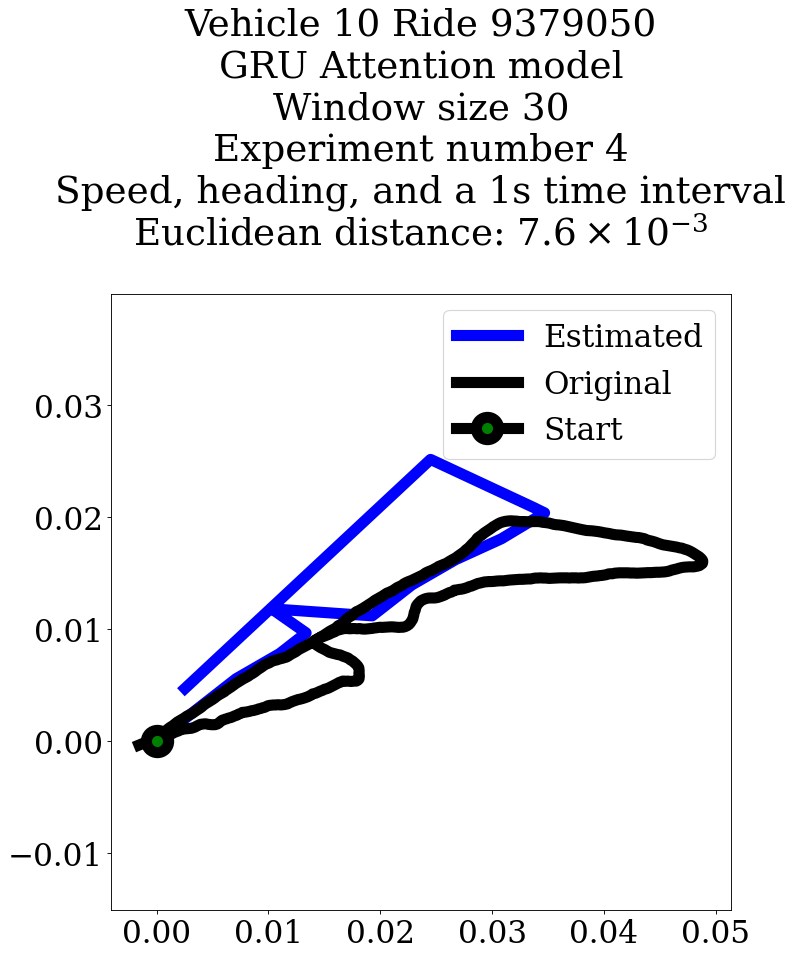 Vehicle 10 Ride 9379050
GRU Attention model
Window size 30
Experiment number 4
Speed, heading, and a 1s time interval
Euclidean distance: 7.6 × 10⁻³
Estimated
Original
Start
0.03
0.02
0.01
0.00
−0.01
0.00 0.01 0.02 0.03 0.04 0.05